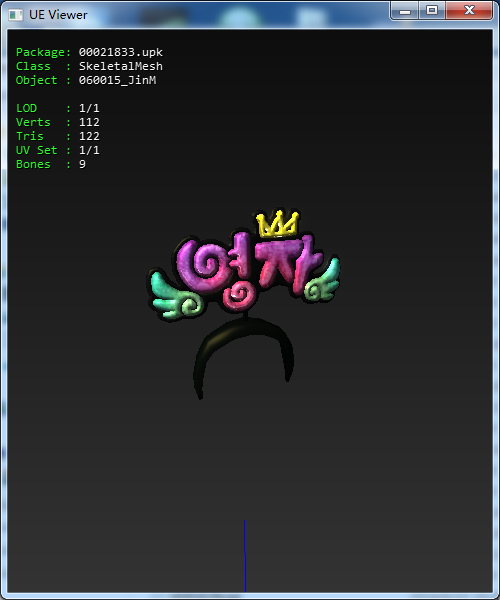 UE Viewer
Package: 00021833.upk
Class : SkeletalMesh
Object : 060015_JinM
LOD : 1/1
Verts : 112
Tris : 122
UV Set : 1/1
Bones : 9
영자